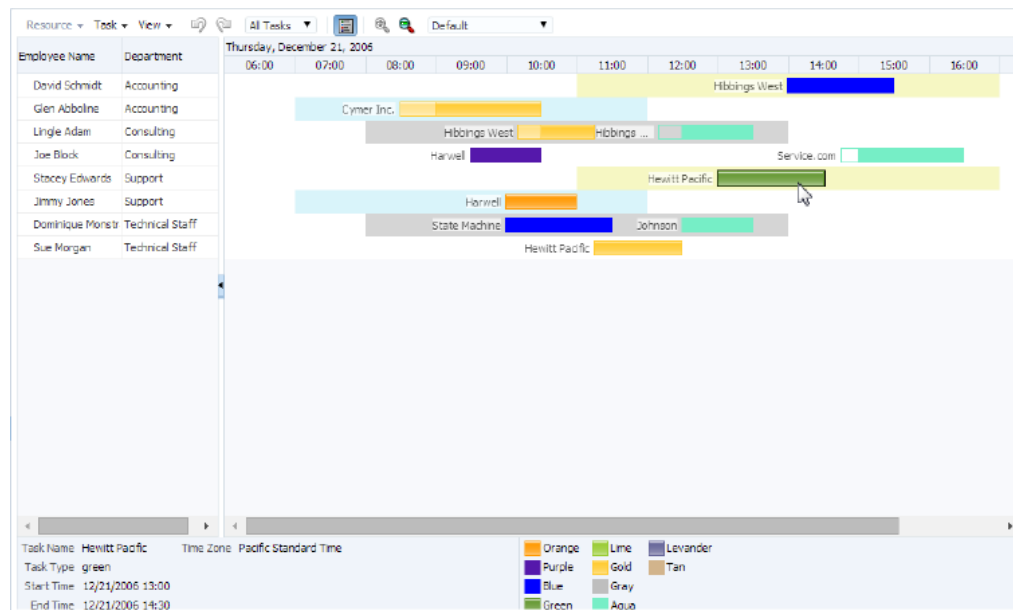 Resource Task View All Tasks Default
Thursday, December 21, 2006
Employee Name Department 06:00 07:00 08:00 09:00 10:00 11:00 12:00 13:00 14:00 15:00 16:00
David Schmidt Accounting Hibbings West
Glen Abboline Accounting Cymer Inc.
Lingle Adam Consulting Hibbings West Hibbings ...
Joe Block Consulting Harwell Service.com
Stacey Edwards Support Hewitt Pacific
Jimmy Jones Support Harwell
Dominique Monstr Technical Staff State Machine Johnson
Sue Morgan Technical Staff Hewitt Pacific
Task Name Hewitt Pacific Time Zone Pacific Standard Time Orange Lime Levander
Task Type green Purple Gold Tan
Start Time 12/21/2006 13:00 Blue Gray
End Time 12/21/2006 14:30 Green Aqua